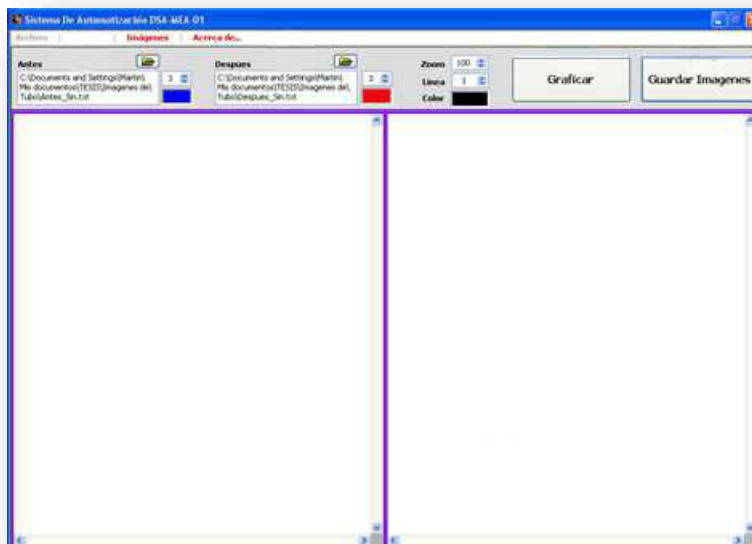 Sistema De Automatización DSA-MEA-01
Archivo Imágenes Acerca de...
Antes Despues Zoom 100
C:\Documents and Settings\Martin\ 3 C:\Documents and Settings\Martin\ 3 Linea 1 Graficar Guardar Imagenes
Mis documentos\TESIS\Imagenes del Mis documentos\TESIS\Imagenes del
Tubo\Antes_Sin.txt Tubo\Despues_Sin.txt Color